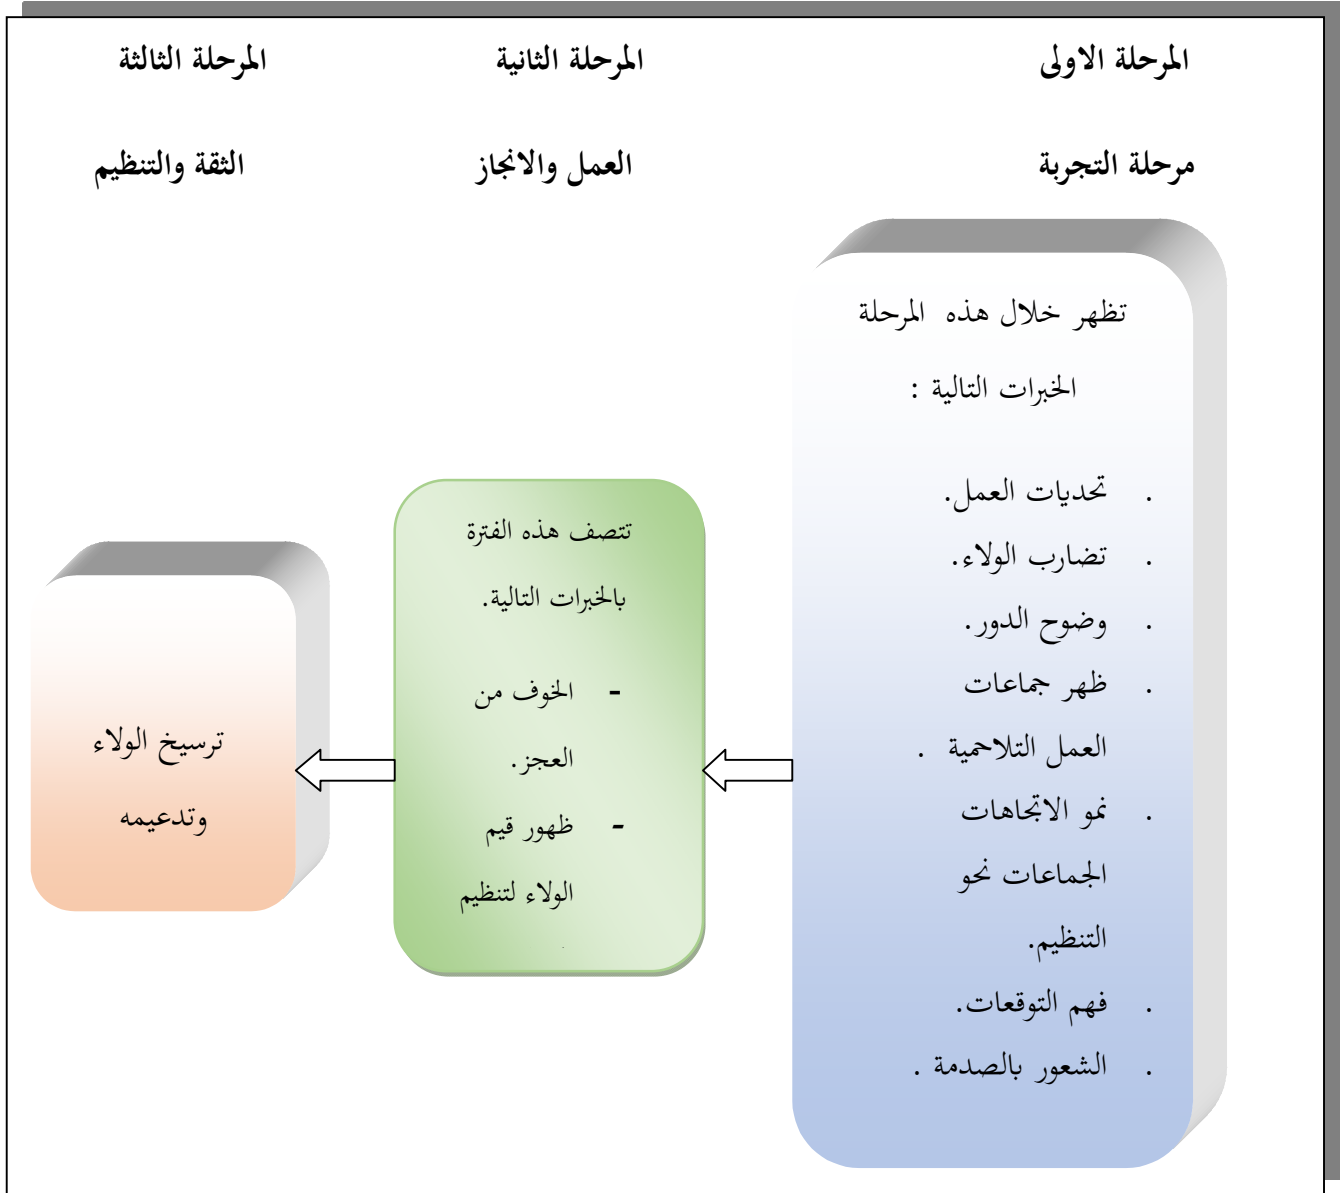 المرحلة الاولى
المرحلة الثانية
المرحلة الثالثة
مرحلة التجربة
العمل والانجاز
الثقة والتنظيم
تظهر خلال هذه المرحلة
الخبرات التالية :
. تحديات العمل.
. تضارب الولاء.
. وضوح الدور.
. ظهر جماعات
العمل التلاحمية .
. نمو الاتجاهات
الجماعات نحو
التنظيم.
. فهم التوقعات.
. الشعور بالصدمة .
تتصف هذه الفترة
بالخبرات التالية.
- الخوف من
العجز.
- ظهور قيم
الولاء لتنظيم
.
ترسيخ الولاء
وتدعيمه